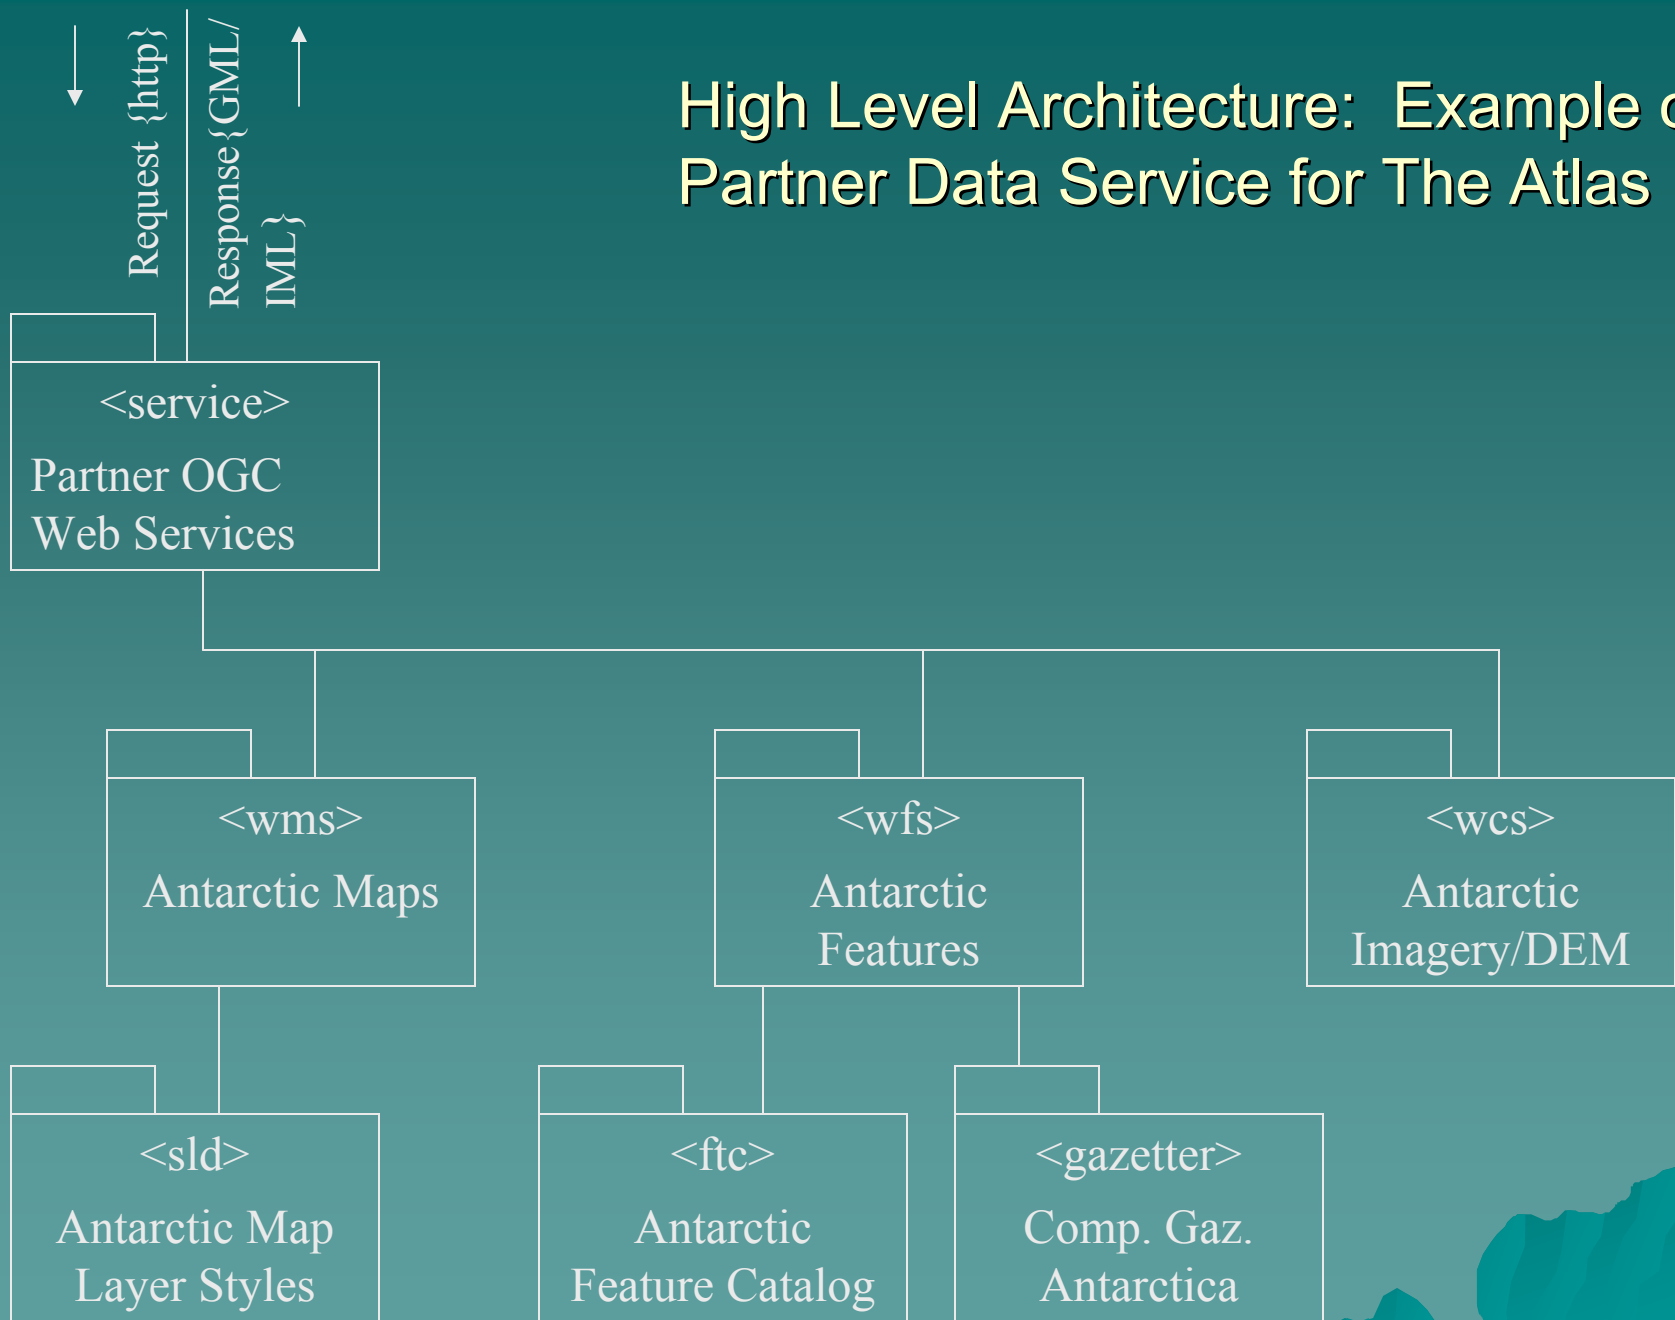 High Level Architecture: Example
Partner Data Service for The Atlas
Request {http}
Response{GML/
IML}
<service>
Partner OGC
Web Services
<wms>
Antarctic Maps
<wfs>
Antarctic
Features
<wcs>
Antarctic
Imagery/DEM
<sld>
Antarctic Map
Layer Styles
<ftc>
Antarctic
Feature Catalog
<gazetter>
Comp. Gaz.
Antarctica